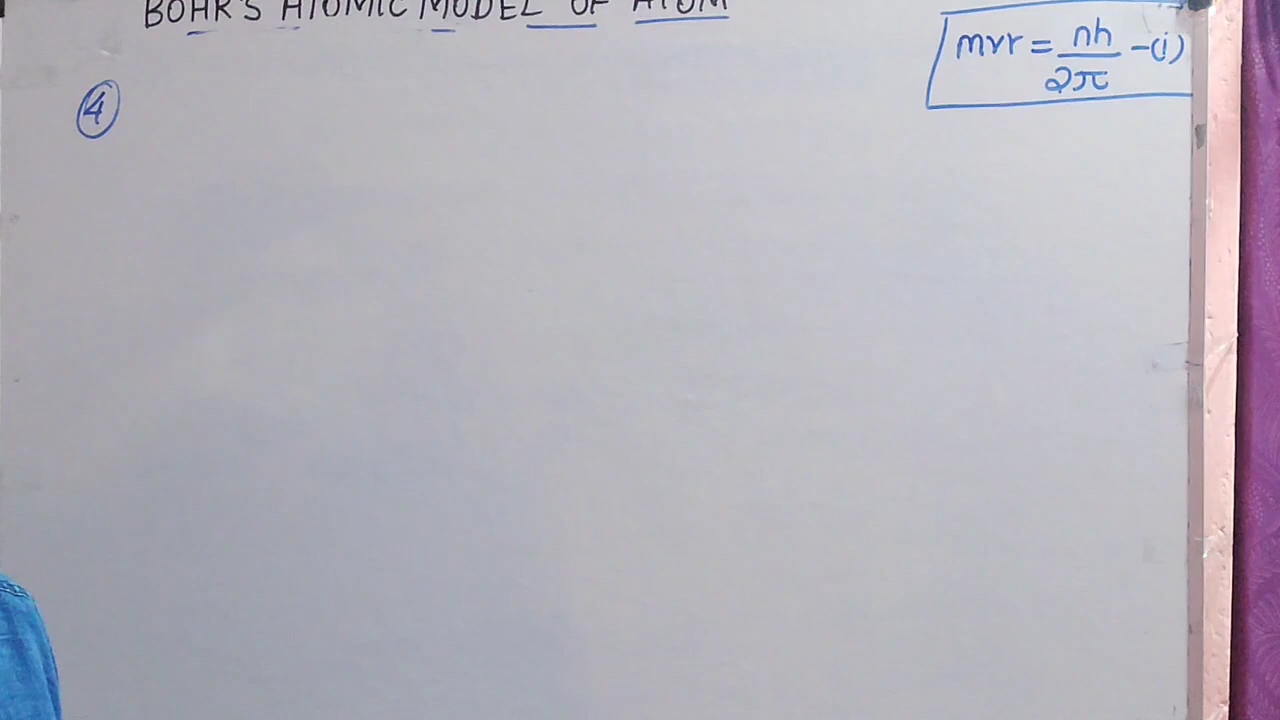 BOHR'S ATOMIC MODEL OF ATOM
mvr = nh/2π -(i)
4